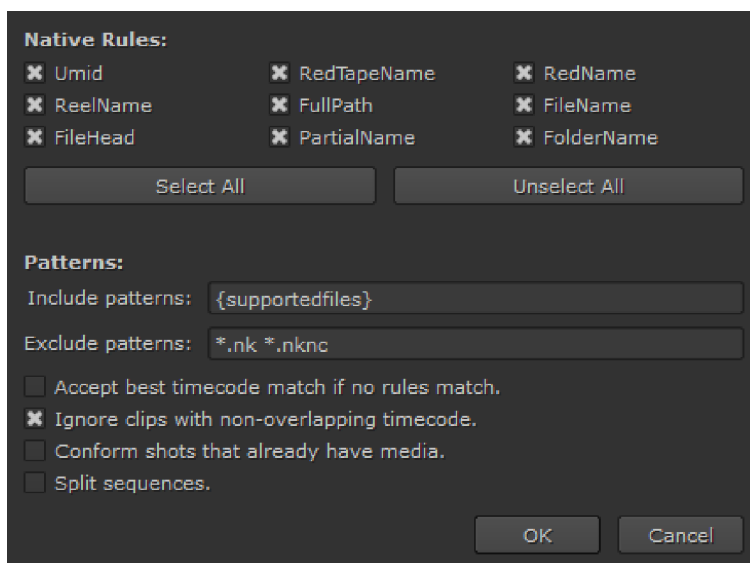 Native Rules:
Umid RedTapeName RedName
ReelName FullPath FileName
FileHead PartialName FolderName
Select All Unselect All
Patterns:
Include patterns: {supportedfiles}
Exclude patterns: *.nk *.nknc
Accept best timecode match if no rules match.
Ignore clips with non-overlapping timecode.
Conform shots that already have media.
Split sequences.
OK Cancel